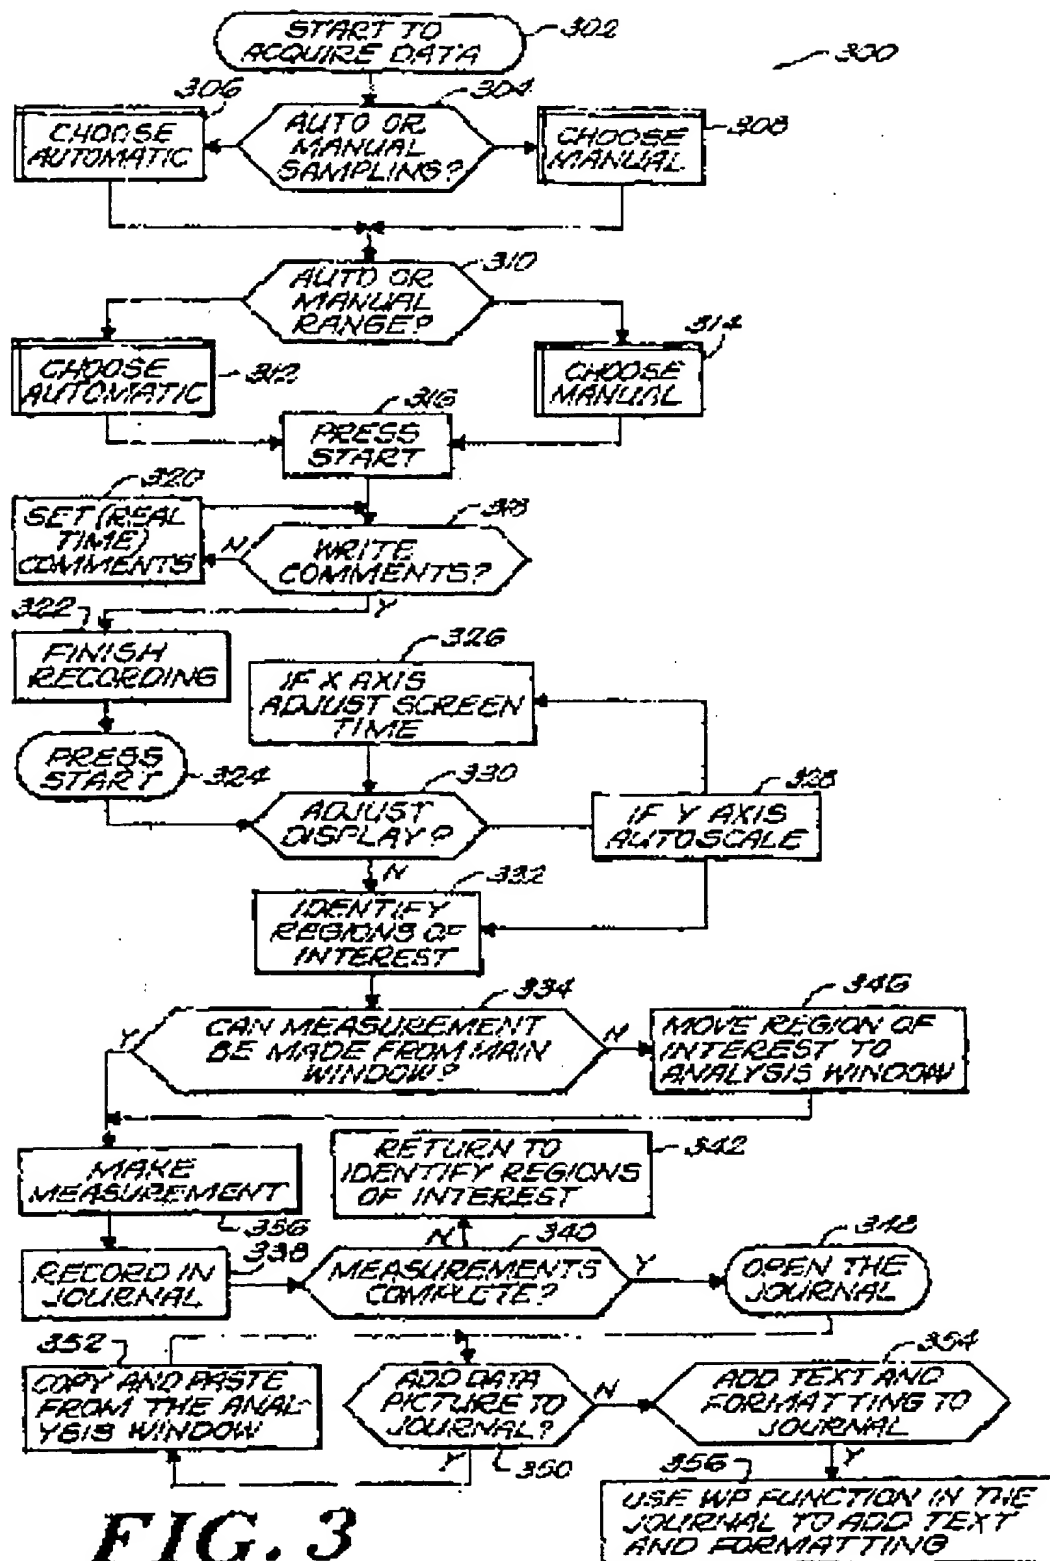 START TO
ACQUIRE DATA
302
300
306
304
308
CHOOSE
AUTOMATIC
AUTO OR
MANUAL
SAMPLING?
CHOOSE
MANUAL
310
AUTO OR
MANUAL
RANGE?
314
CHOOSE
AUTOMATIC
312
CHOOSE
MANUAL
316
PRESS
START
320
318
SET (REAL
TIME)
COMMENTS
N
WRITE
COMMENTS?
Y
322
FINISH
RECORDING
326
IF X AXIS
ADJUST SCREEN
TIME
PRESS
START
324
330
328
ADJUST
DISPLAY?
IF Y AXIS
AUTOSCALE
N
332
IDENTIFY
REGIONS OF
INTEREST
334
346
Y
CAN MEASUREMENT
BE MADE FROM MAIN
WINDOW?
N
MOVE REGION OF
INTEREST TO
ANALYSIS WINDOW
342
RETURN TO
IDENTIFY REGIONS
OF INTEREST
MAKE
MEASUREMENT
356
N
340
348
338
RECORD IN
JOURNAL
MEASUREMENTS
COMPLETE?
Y
OPEN THE
JOURNAL
352
354
COPY AND PASTE
FROM THE ANAL-
YSIS WINDOW
ADD DATA
PICTURE TO
JOURNAL?
N
ADD TEXT AND
FORMATTING TO
JOURNAL
Y
350
Y
356
USE WP FUNCTION IN THE
JOURNAL TO ADD TEXT
AND FORMATTING
FIG. 3